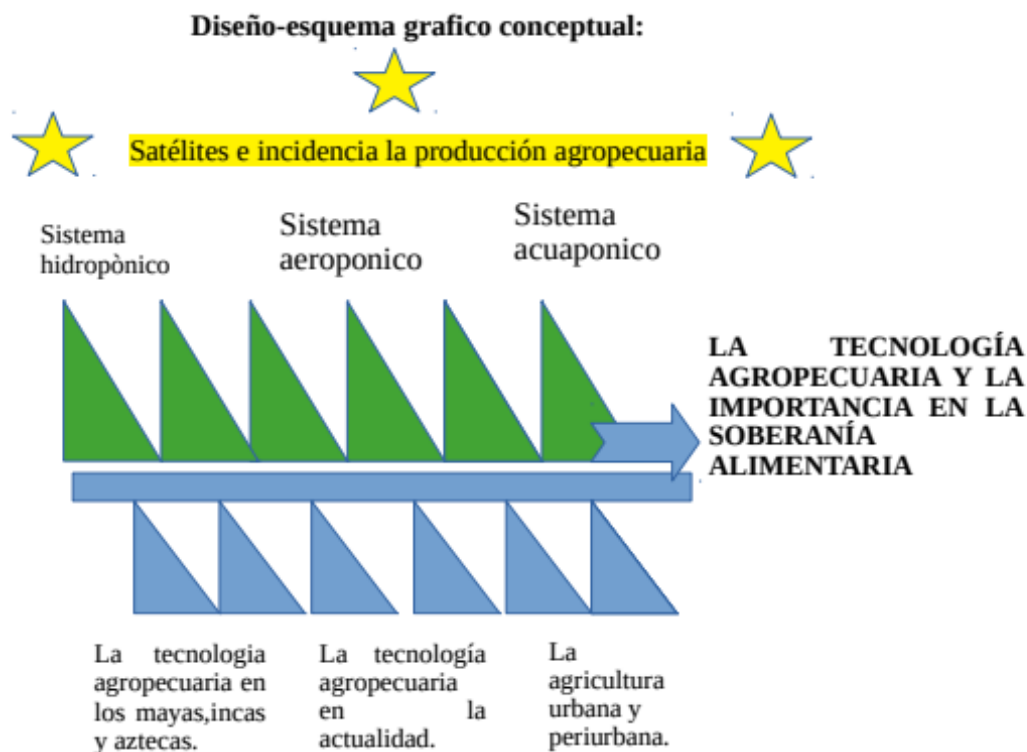 Diseño-esquema grafico conceptual:
Satélites e incidencia la producción agropecuaria
Sistema
hidropònico
Sistema
aeroponico
Sistema
acuaponico
LA TECNOLOGÍA
AGROPECUARIA Y LA
IMPORTANCIA EN LA
SOBERANÍA
ALIMENTARIA
La tecnologia
agropecuaria en
los mayas,incas
y aztecas.
La tecnología
agropecuaria
en la
actualidad.
La
agricultura
urbana y
periurbana.